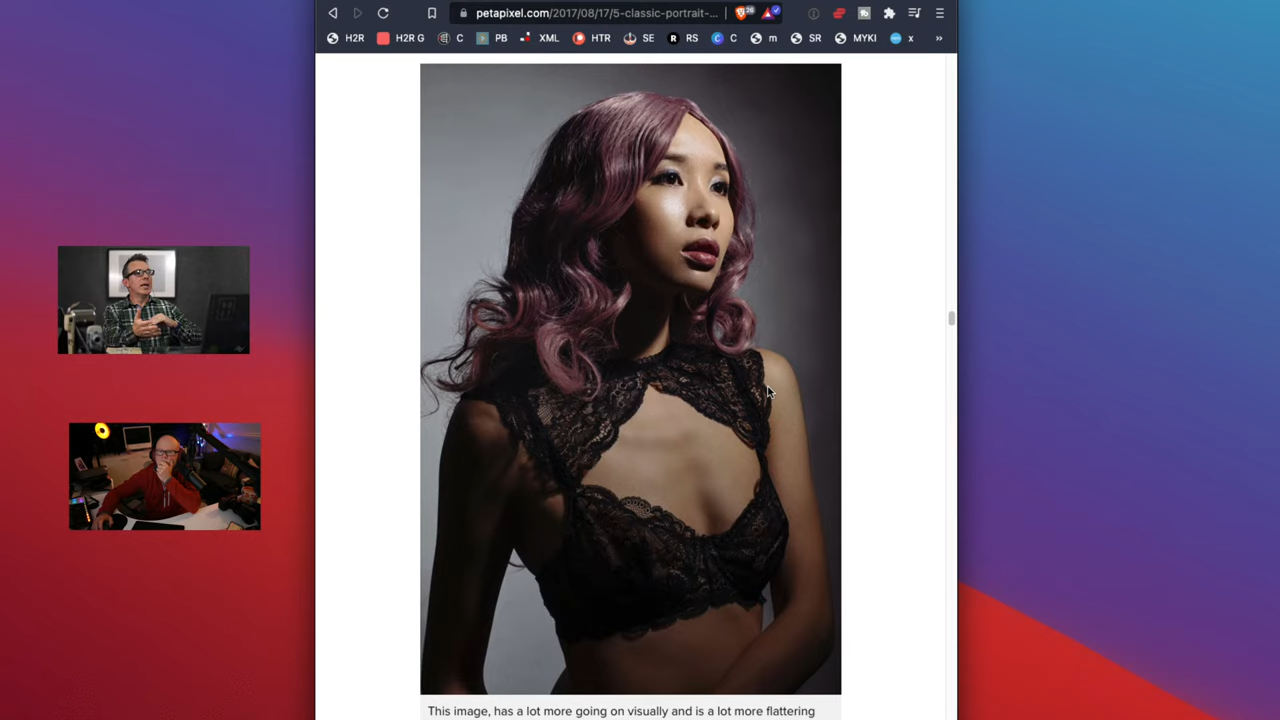 petapixel.com/2017/08/17/5-classic-portrait-...
26
H2R
H2R G
C
PB
XML
HTR
SE
R
RS
C
m
SR
MYKI
x
»
This image, has a lot more going on visually and is a lot more flattering